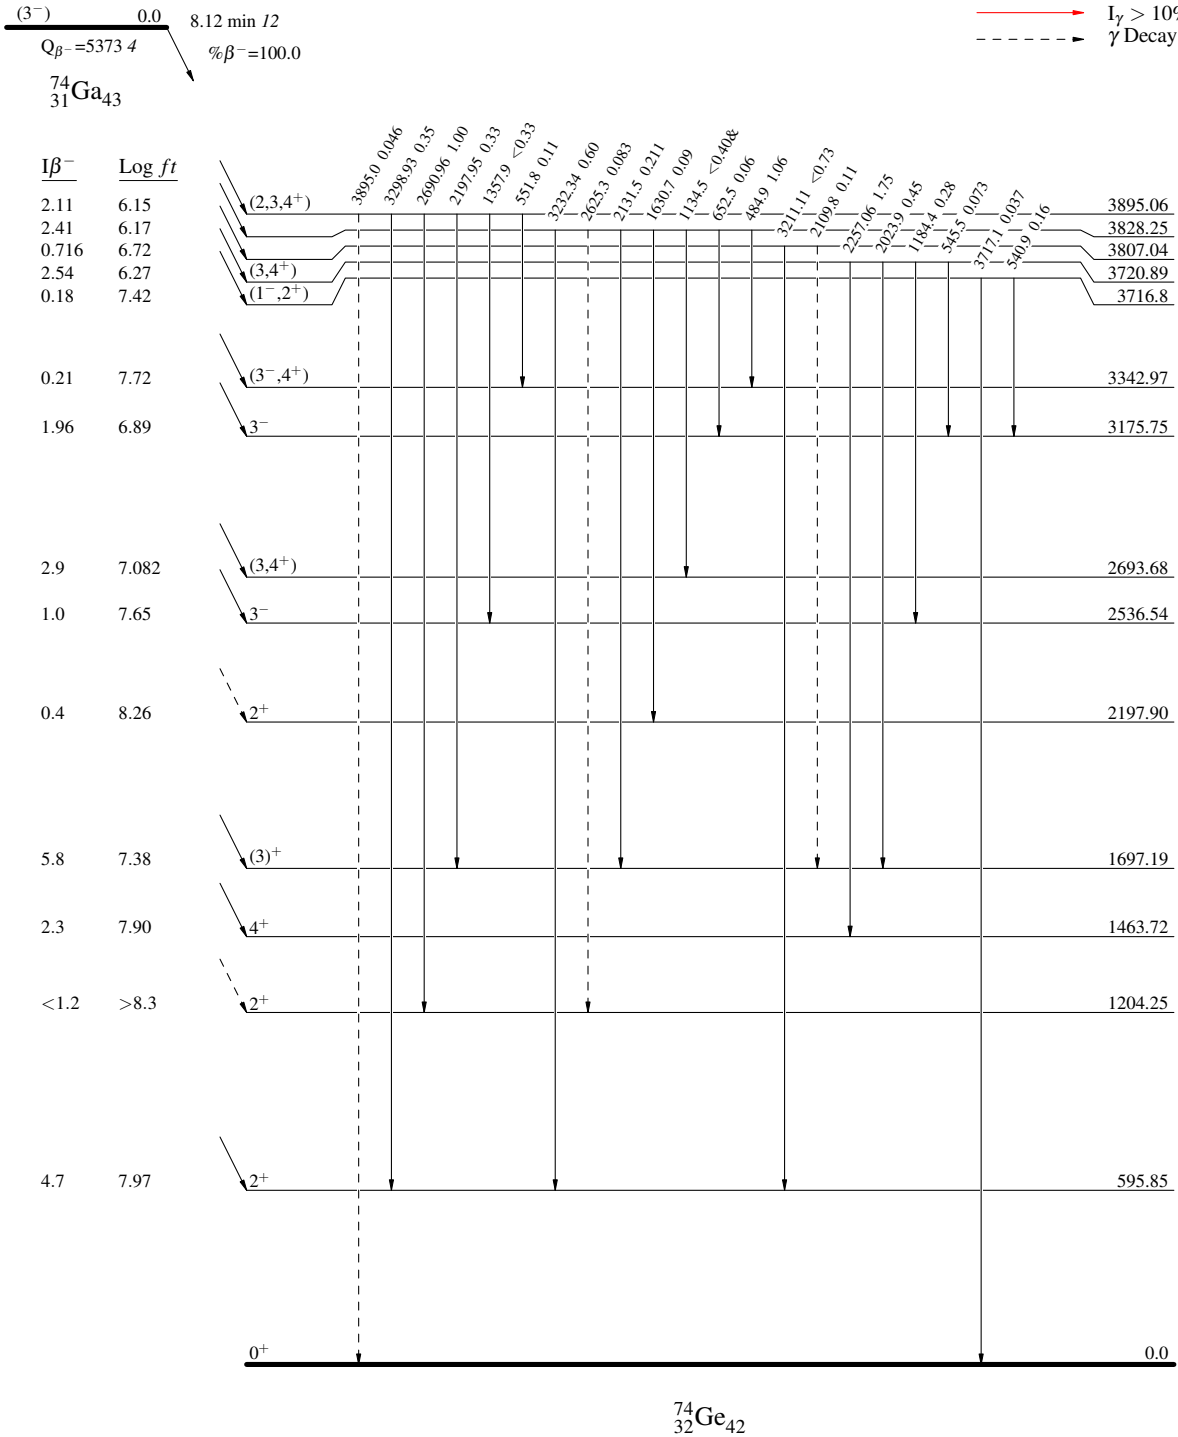 (3⁻) 0.0 8.12 min 12
Q_β⁻=5373 4 %β⁻=100.0
⁷⁴₃₁Ga₄₃
I_γ > 10%
γ Decay
Iβ⁻ Log ft
3895.0 0.046
3298.93 0.35
2690.96 1.00
2197.95 0.33
1357.9 <0.33
551.8 0.11
3232.34 0.60
2625.3 0.083
2131.5 0.211
1630.7 0.09
1134.5 <0.40&
652.5 0.06
484.9 1.06
3211.11 <0.73
2109.8 0.11
2257.06 1.75
2023.9 0.45
1184.4 0.28
545.5 0.073
3717.1 0.037
540.9 0.16
2.11 6.15 (2,3,4⁺) 3895.06
2.41 6.17 3828.25
0.716 6.72 3807.04
2.54 6.27 (3,4⁺) 3720.89
0.18 7.42 (1⁻,2⁺) 3716.8
0.21 7.72 (3⁻,4⁺) 3342.97
1.96 6.89 3⁻ 3175.75
2.9 7.082 (3,4⁺) 2693.68
1.0 7.65 3⁻ 2536.54
0.4 8.26 2⁺ 2197.90
5.8 7.38 (3)⁺ 1697.19
2.3 7.90 4⁺ 1463.72
<1.2 >8.3 2⁺ 1204.25
4.7 7.97 2⁺ 595.85
0⁺ 0.0
⁷⁴₃₂Ge₄₂